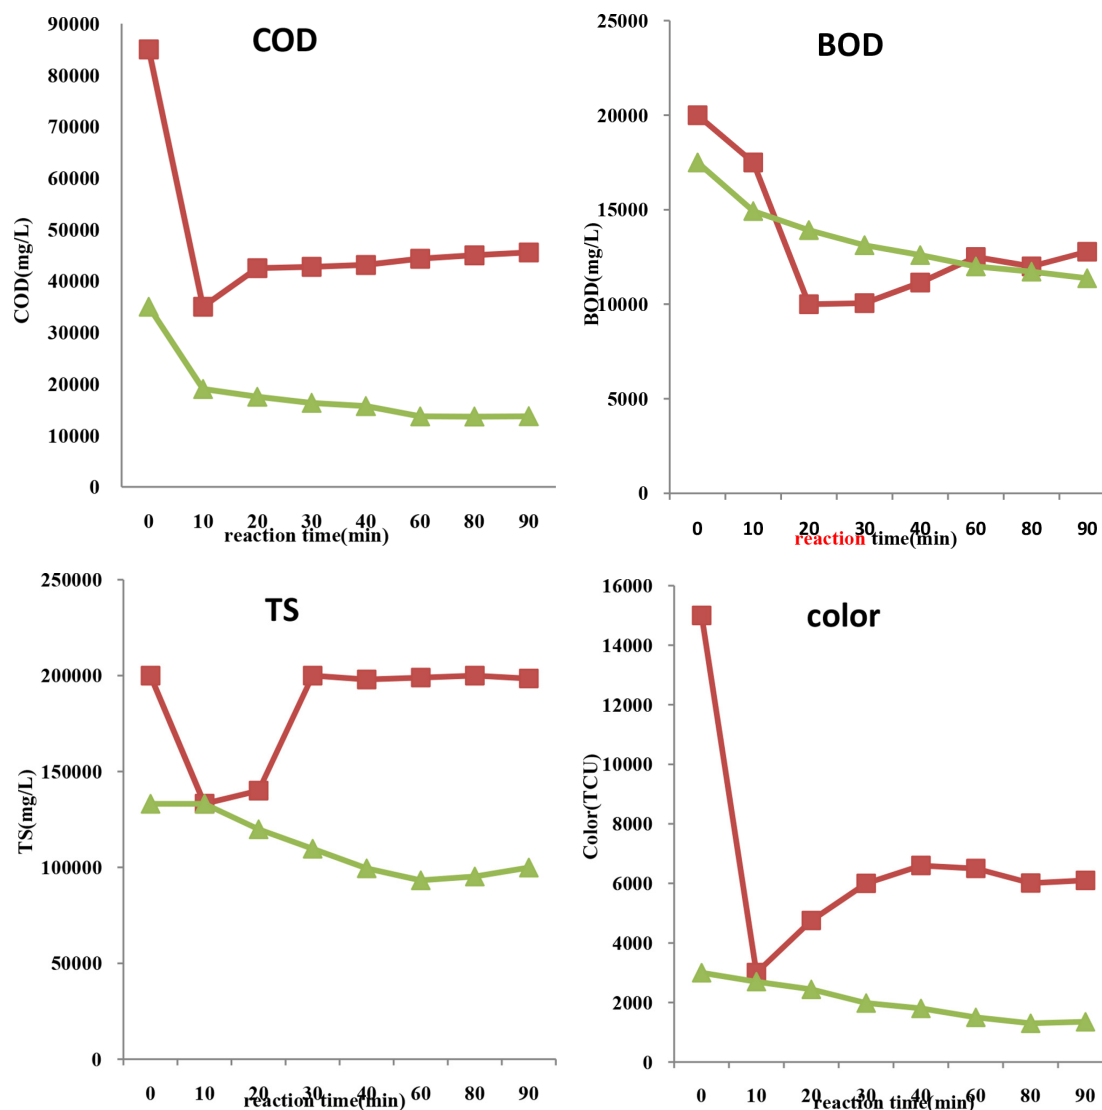 COD
COD(mg/L)
90000
80000
70000
60000
50000
40000
30000
20000
10000
0
0 10 20 30 40 60 80 90
reaction time(min)
BOD
BOD(mg/L)
25000
20000
15000
10000
5000
0
0 10 20 30 40 60 80 90
reaction time(min)
TS
TS(mg/L)
250000
200000
150000
100000
50000
0
0 10 20 30 40 60 80 90
reaction time(min)
color
Color(TCU)
16000
14000
12000
10000
8000
6000
4000
2000
0
0 10 20 30 40 60 80 90
reaction time(min)